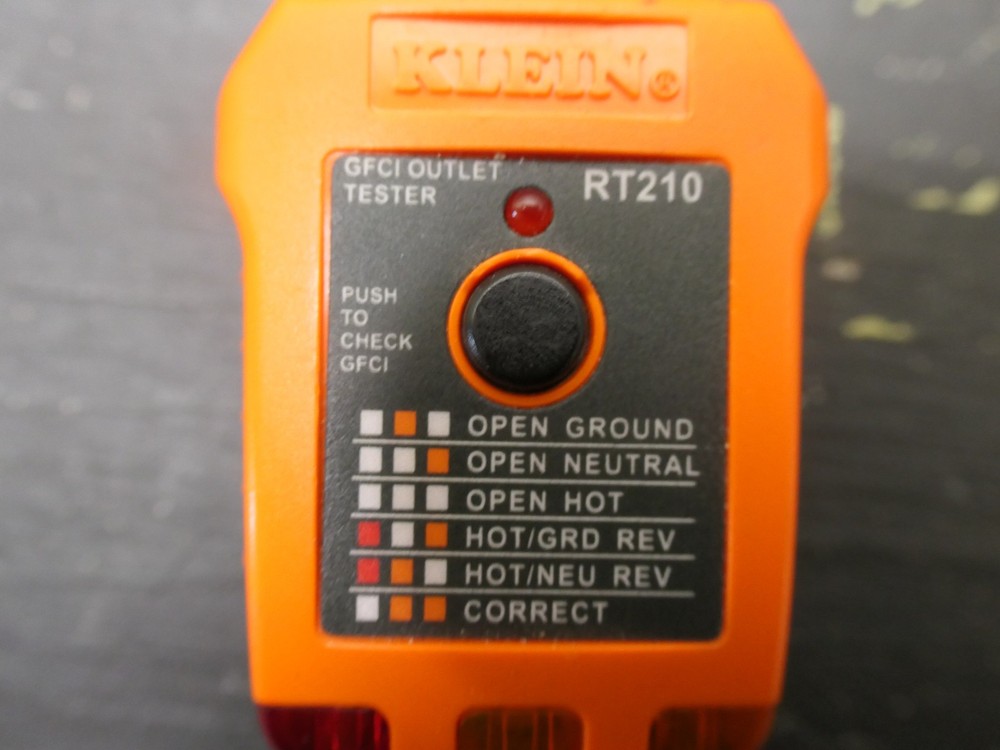 KLEIN®
GFCI OUTLET
TESTER
RT210
PUSH
TO
CHECK
GFCI
OPEN GROUND
OPEN NEUTRAL
OPEN HOT
HOT/GRD REV
HOT/NEU REV
CORRECT